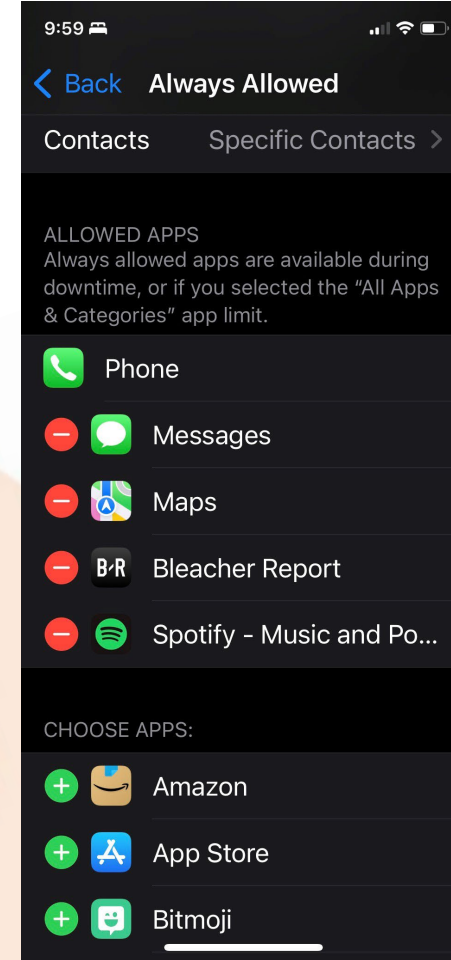 9:59
Back Always Allowed
Contacts Specific Contacts
ALLOWED APPS
Always allowed apps are available during
downtime, or if you selected the “All Apps
& Categories” app limit.
Phone
Messages
Maps
B/R Bleacher Report
Spotify - Music and Po...
CHOOSE APPS:
Amazon
App Store
Bitmoji